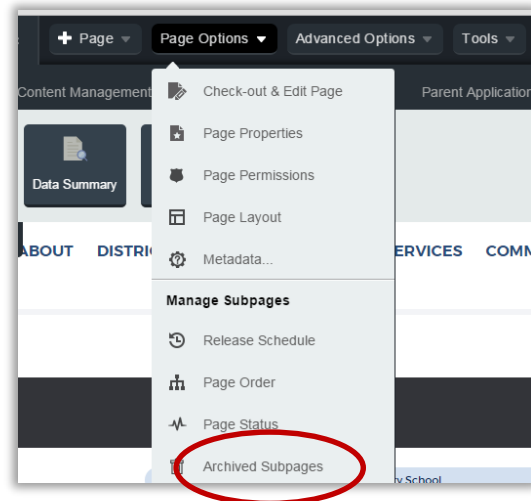 Page Page Options Advanced Options Tools
Content Management Parent Application
Check-out & Edit Page
Page Properties
Page Permissions
Data Summary
Page Layout
ABOUT DISTRI ERVICES COMM
Metadata...
Manage Subpages
Release Schedule
Page Order
Page Status
Archived Subpages
School